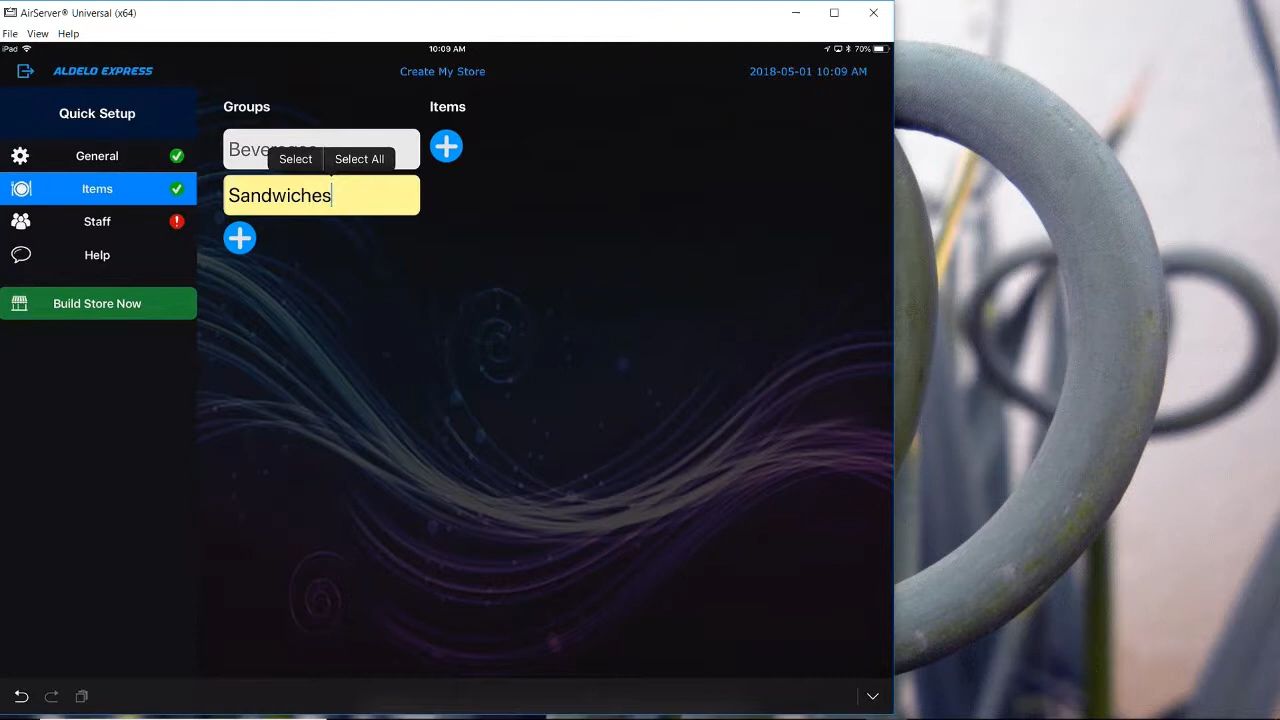 AirServer® Universal (x64)
File View Help
iPad 10:09 AM 70%
ALDELO EXPRESS Create My Store 2018-05-01 10:09 AM
Quick Setup
General
Items
Staff
Help
Build Store Now
Groups Items
Select Select All
Sandwiches